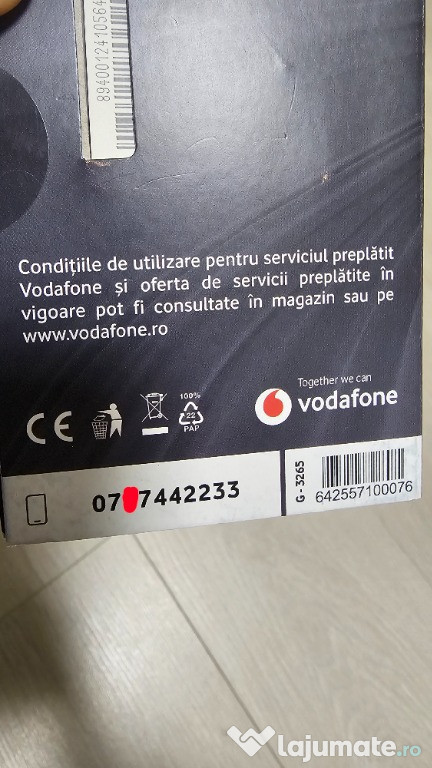 8940012410564
Condițiile de utilizare pentru serviciul preplătit
Vodafone și oferta de servicii preplătite în
vigoare pot fi consultate în magazin sau pe
www.vodafone.ro
CE
100%
22
PAP
Together we can
vodafone
07 7442233
G - 3265
642557100076
lajumate.ro